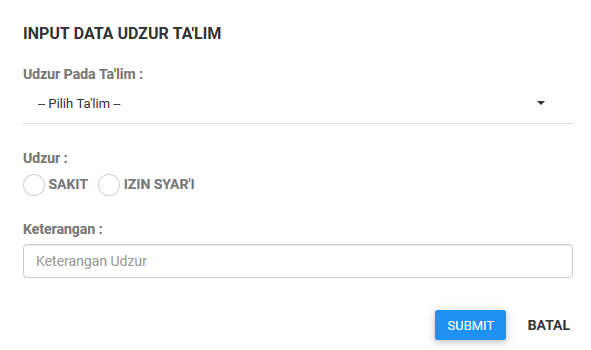 INPUT DATA UDZUR TA'LIM
Udzur Pada Ta'lim :
-- Pilih Ta'lim --
Udzur :
SAKIT IZIN SYAR'I
Keterangan :
Keterangan Udzur
SUBMIT BATAL